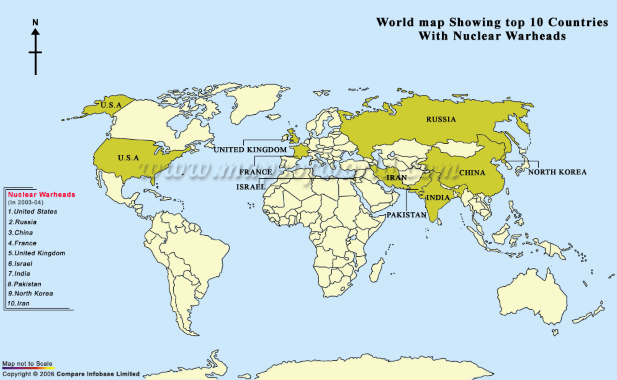 World map Showing top 10 Countries
With Nuclear Warheads
N
U.S.A
RUSSIA
UNITED KINGDOM
U.S.A
FRANCE
CHINA
NORTH KOREA
IRAN
ISRAEL
INDIA
PAKISTAN
Nuclear Warheads
(in 2003-04)
1.United States
2.Russia
3.China
4.France
5.United Kingdom
6.Israel
7.India
8.Pakistan
9.North Korea
10.Iran
Map not to Scale
Copyright © 2006 Compare Infobase Limited